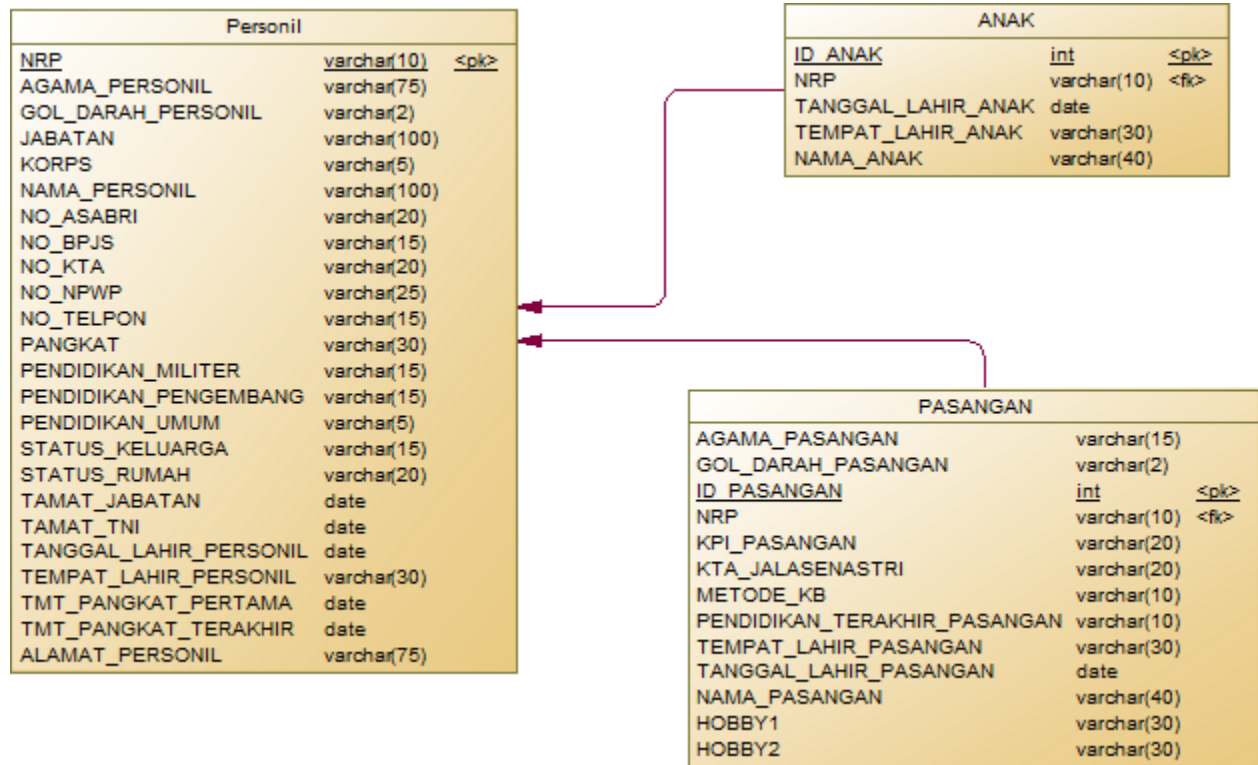 Personil
NRP varchar(10) <pk>
AGAMA_PERSONIL varchar(75)
GOL_DARAH_PERSONIL varchar(2)
JABATAN varchar(100)
KORPS varchar(5)
NAMA_PERSONIL varchar(100)
NO_ASABRI varchar(20)
NO_BPJS varchar(15)
NO_KTA varchar(20)
NO_NPWP varchar(25)
NO_TELPON varchar(15)
PANGKAT varchar(30)
PENDIDIKAN_MILITER varchar(15)
PENDIDIKAN_PENGEMBANG varchar(15)
PENDIDIKAN_UMUM varchar(5)
STATUS_KELUARGA varchar(15)
STATUS_RUMAH varchar(20)
TAMAT_JABATAN date
TAMAT_TNI date
TANGGAL_LAHIR_PERSONIL date
TEMPAT_LAHIR_PERSONIL varchar(30)
TMT_PANGKAT_PERTAMA date
TMT_PANGKAT_TERAKHIR date
ALAMAT_PERSONIL varchar(75)
ANAK
ID_ANAK int <pk>
NRP varchar(10) <fk>
TANGGAL_LAHIR_ANAK date
TEMPAT_LAHIR_ANAK varchar(30)
NAMA_ANAK varchar(40)
PASANGAN
AGAMA_PASANGAN varchar(15)
GOL_DARAH_PASANGAN varchar(2)
ID_PASANGAN int <pk>
NRP varchar(10) <fk>
KPI_PASANGAN varchar(20)
KTA_JALASENASTRI varchar(20)
METODE_KB varchar(10)
PENDIDIKAN_TERAKHIR_PASANGAN varchar(10)
TEMPAT_LAHIR_PASANGAN varchar(30)
TANGGAL_LAHIR_PASANGAN date
NAMA_PASANGAN varchar(40)
HOBBY1 varchar(30)
HOBBY2 varchar(30)